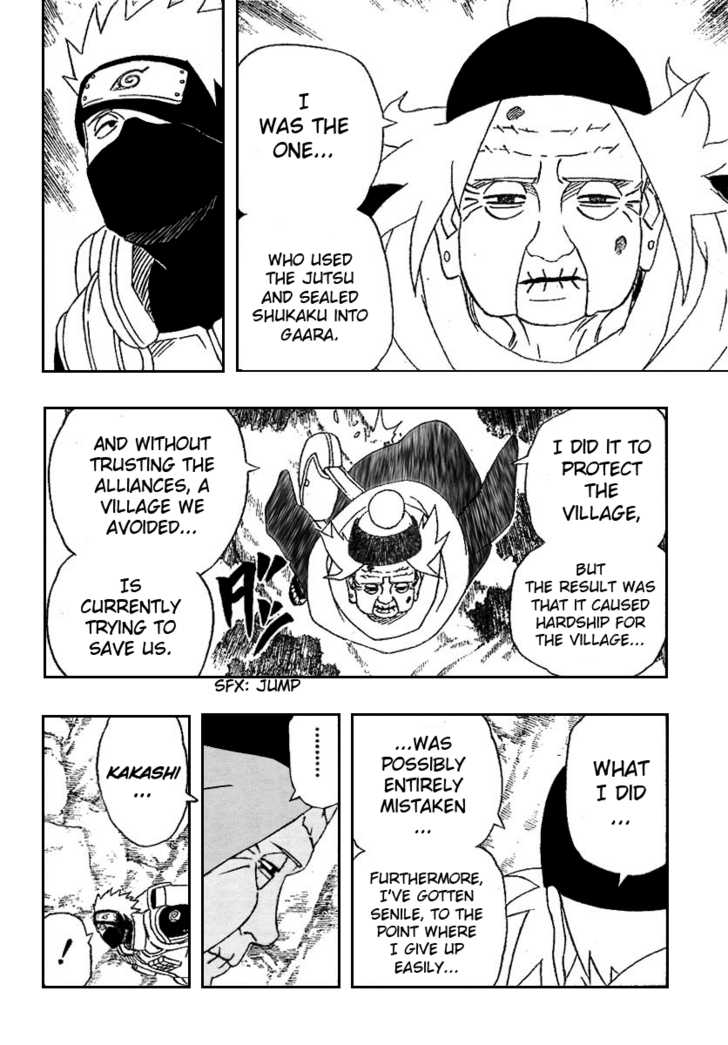 I
WAS THE
ONE...
WHO USED
THE JUTSU
AND SEALED
SHUKAKU INTO
GAARA.
I DID IT TO
PROTECT
THE
VILLAGE,
BUT
THE RESULT WAS
THAT IT CAUSED
HARDSHIP FOR
THE VILLAGE...
AND WITHOUT
TRUSTING THE
ALLIANCES, A
VILLAGE WE
AVOIDED...
IS
CURRENTLY
TRYING TO
SAVE US.
ダッ
SFX: JUMP
WHAT
I DID
...
...WAS
POSSIBLY
ENTIRELY
MISTAKEN
...
FURTHERMORE,
I'VE GOTTEN
SENILE, TO THE
POINT WHERE
I GIVE UP
EASILY...
.........
KAKASHI
...
!